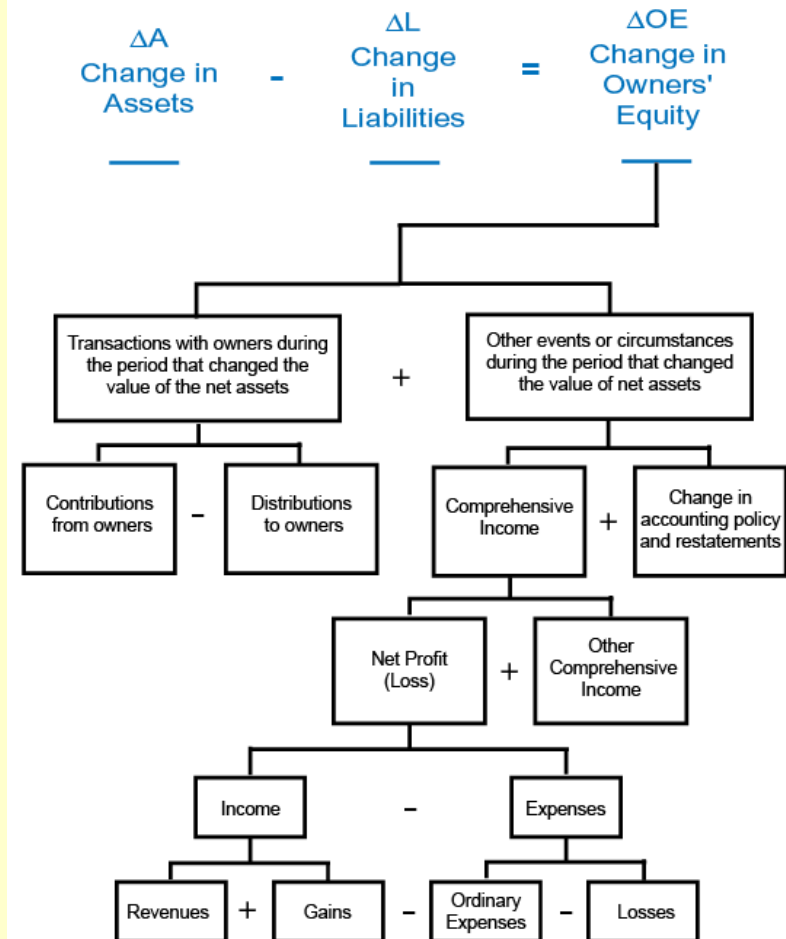 ΔA
Change in
Assets
-
ΔL
Change
in
Liabilities
=
ΔOE
Change in
Owners'
Equity
Transactions with owners during
the period that changed the
value of the net assets
+
Other events or circumstances
during the period that changed
the value of net assets
Contributions
from owners
-
Distributions
to owners
Comprehensive
Income
+
Change in
accounting policy
and restatements
Net Profit
(Loss)
+
Other
Comprehensive
Income
Income
-
Expenses
Revenues
+
Gains
-
Ordinary
Expenses
-
Losses